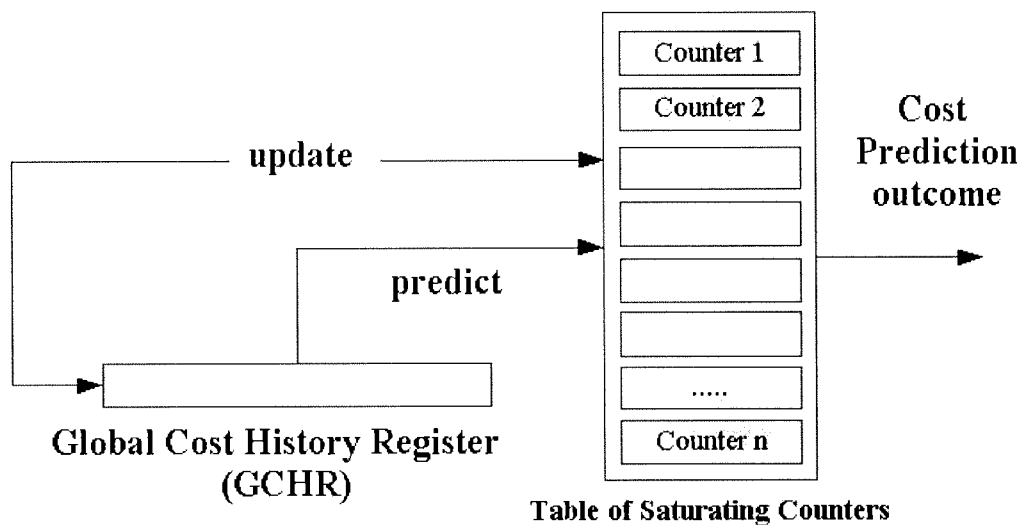 Counter 1
Counter 2
update
predict
.....
Counter n
Cost
Prediction
outcome
Global Cost History Register
(GCHR)
Table of Saturating Counters